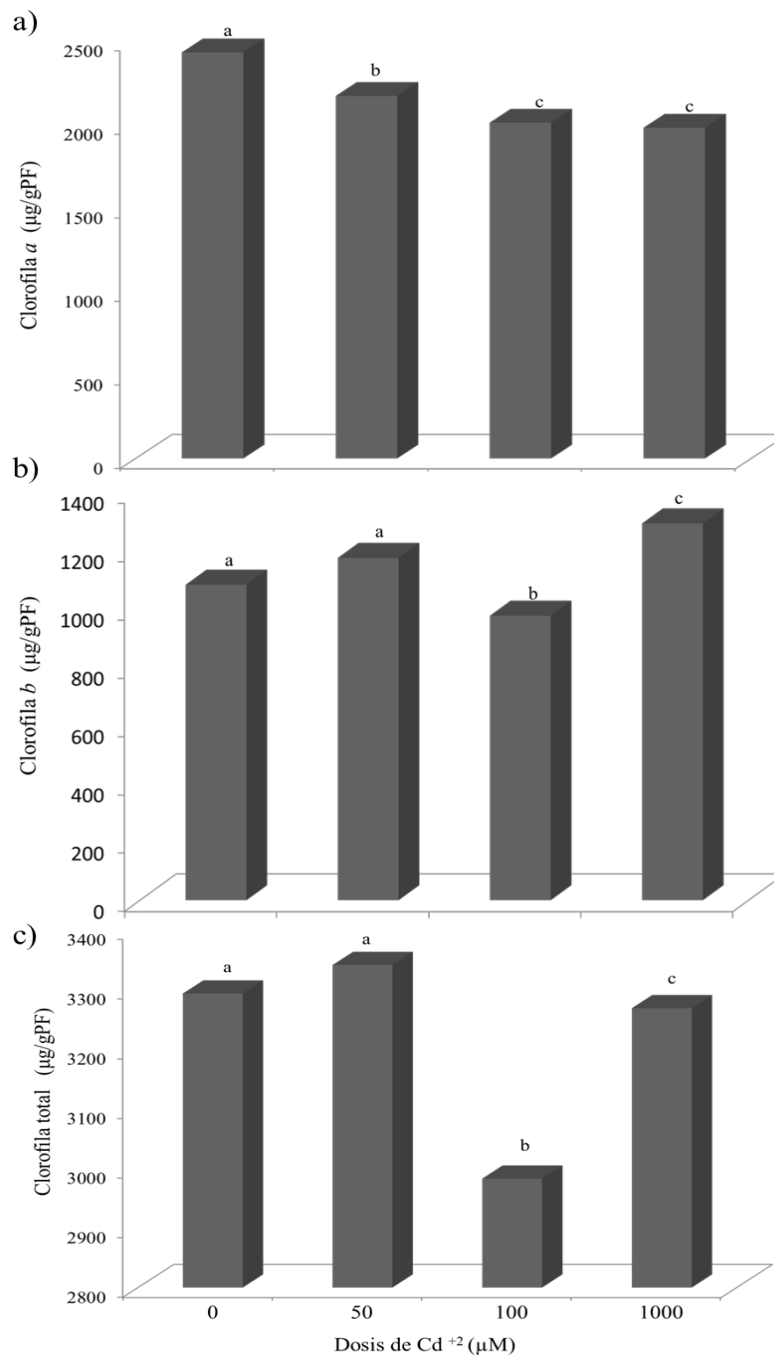 a)
Clorofila a (µg/gPF)
2500
2000
1500
1000
500
0
a
b
c
c
b)
Clorofila b (µg/gPF)
1400
1200
1000
800
600
400
200
0
a
a
b
c
c)
Clorofila total (µg/gPF)
3400
3300
3200
3100
3000
2900
2800
a
a
b
c
0 50 100 1000
Dosis de Cd +2 (µM)